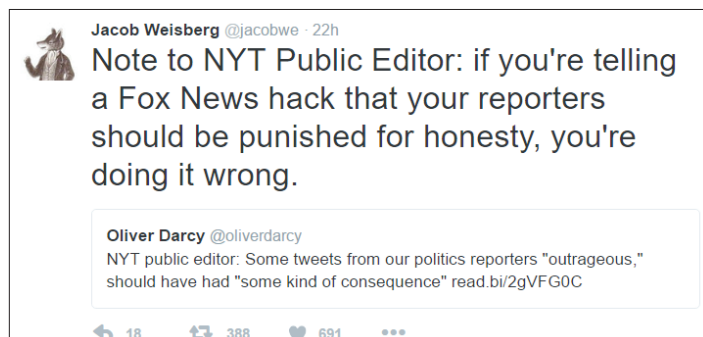 Jacob Weisberg @jacobwe · 22h
Note to NYT Public Editor: if you're telling
a Fox News hack that your reporters
should be punished for honesty, you're
doing it wrong.
Oliver Darcy @oliverdarcy
NYT public editor: Some tweets from our politics reporters "outrageous,"
should have had "some kind of consequence" read.bi/2gVFG0C
18 388 691